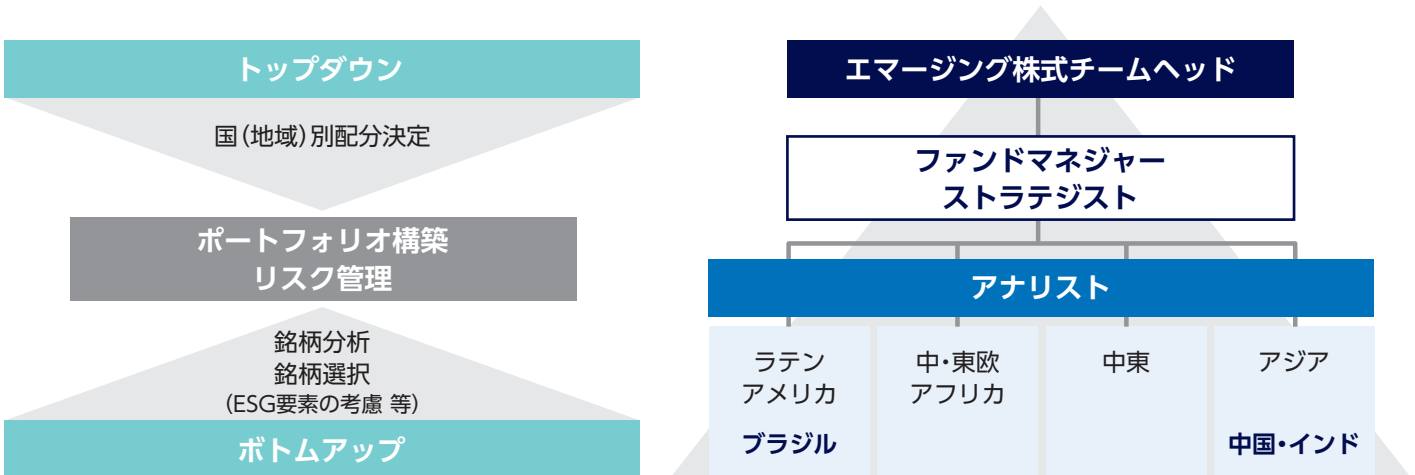 トップダウン
国(地域)別配分決定
ポートフォリオ構築
リスク管理
銘柄分析
銘柄選択
(ESG要素の考慮 等)
ボトムアップ
エマージング株式チームヘッド
ファンドマネジャー
ストラテジスト
アナリスト
ラテン
アメリカ
ブラジル
中・東欧
アフリカ
中東
アジア
中国・インド